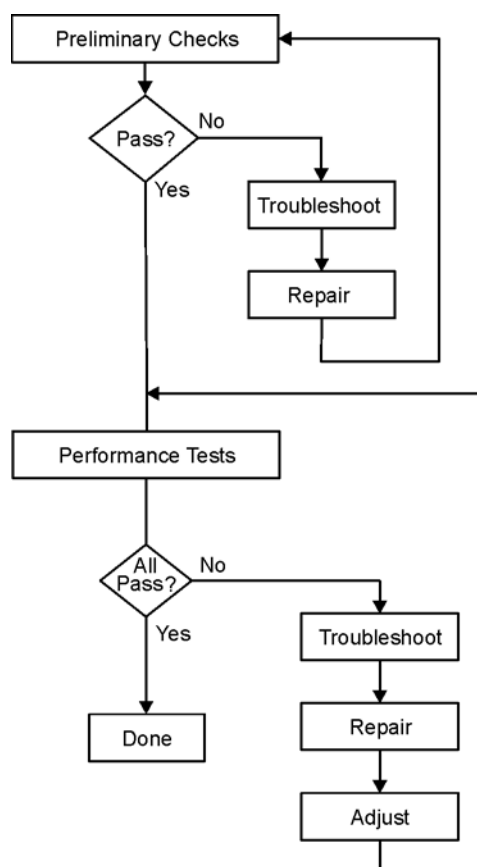 Preliminary Checks
Pass?
No
Yes
Troubleshoot
Repair
Performance Tests
All
Pass?
No
Yes
Troubleshoot
Done
Repair
Adjust